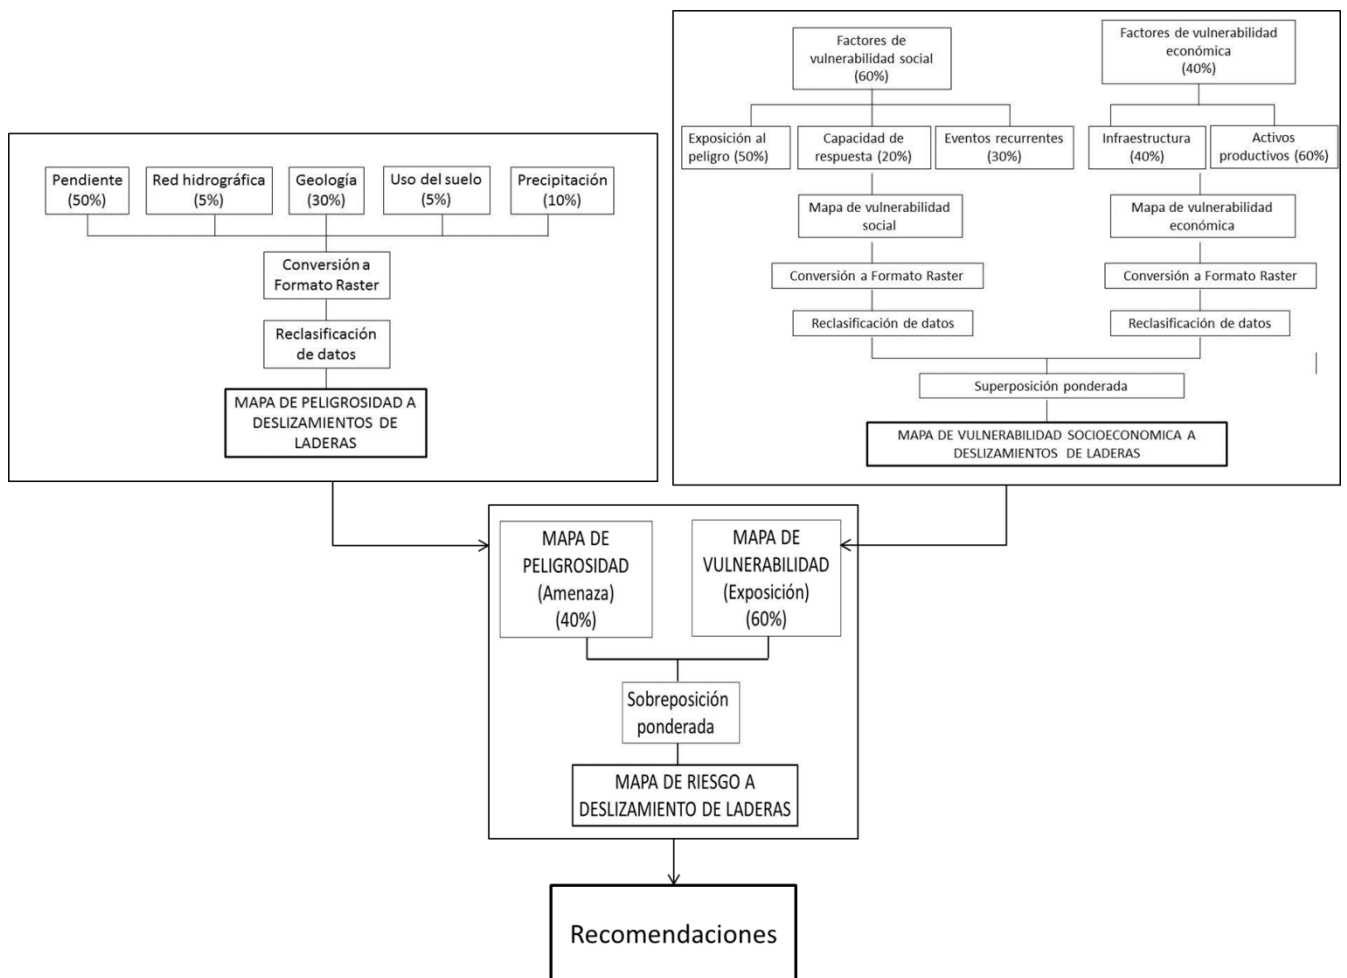 Factores de
vulnerabilidad social
(60%)
Factores de vulnerabilidad
económica
(40%)
Exposición al
peligro (50%)
Capacidad de
respuesta (20%)
Eventos recurrentes
(30%)
Infraestructura
(40%)
Activos
productivos (60%)
Mapa de vulnerabilidad
social
Mapa de vulnerabilidad
económica
Conversión a Formato Raster
Conversión a Formato Raster
Reclasificación de datos
Reclasificación de datos
Superposición ponderada
MAPA DE VULNERABILIDAD SOCIOECONOMICA A
DESLIZAMIENTOS DE LADERAS
Pendiente
(50%)
Red hidrográfica
(5%)
Geología
(30%)
Uso del suelo
(5%)
Precipitación
(10%)
Conversión a
Formato Raster
Reclasificación
de datos
MAPA DE PELIGROSIDAD A
DESLIZAMIENTOS DE
LADERAS
MAPA DE
PELIGROSIDAD
(Amenaza)
(40%)
MAPA DE
VULNERABILIDAD
(Exposición)
(60%)
Sobreposición
ponderada
MAPA DE RIESGO A
DESLIZAMIENTO DE LADERAS
Recomendaciones